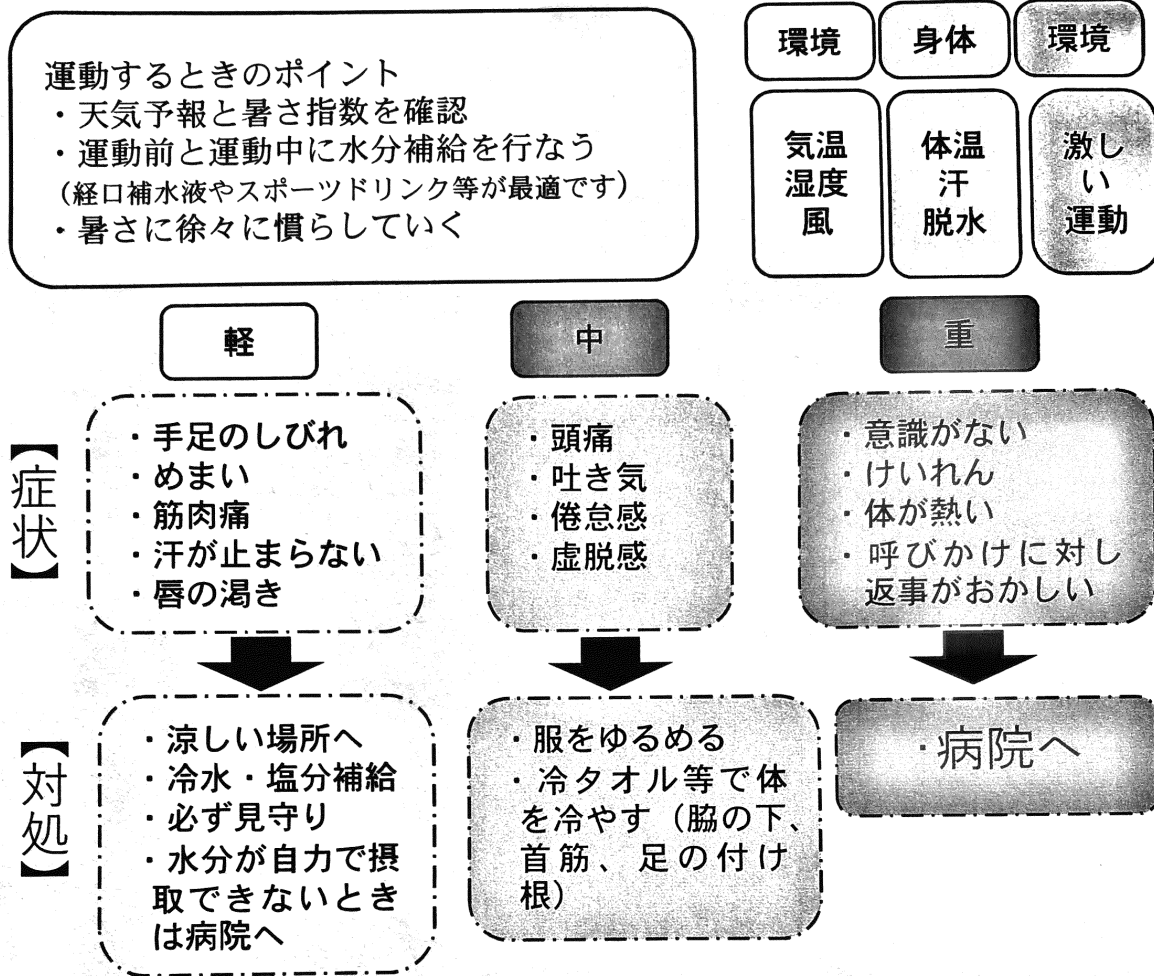 運動するときのポイント
・天気予報と暑さ指数を確認
・運動前と運動中に水分補給を行なう
（経口補水液やスポーツドリンク等が最適です）
・暑さに徐々に慣らしていく
環境
身体
環境
気温
湿度
風
体温
汗
脱水
激し
い
運動
軽
中
重
【症状】
・手足のしびれ
・めまい
・筋肉痛
・汗が止まらない
・唇の渇き
・頭痛
・吐き気
・倦怠感
・虚脱感
・意識がない
・けいれん
・体が熱い
・呼びかけに対し
返事がおかしい
【対処】
・涼しい場所へ
・冷水・塩分補給
・必ず見守り
・水分が自力で摂
取できないとき
は病院へ
・服をゆるめる
・冷タオル等で体
を冷やす（脇の下、
首筋、足の付け
根）
・病院へ